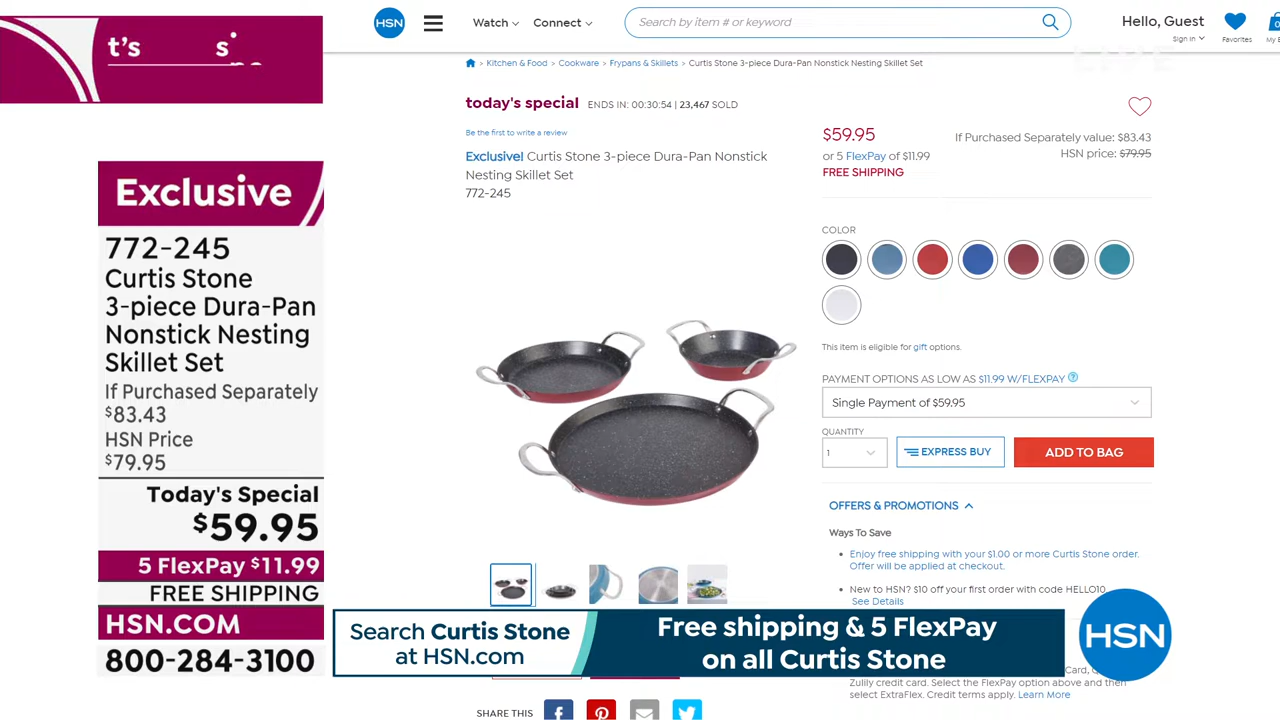 t's s
Exclusive
772-245
Curtis Stone
3-piece Dura-Pan
Nonstick Nesting
Skillet Set
If Purchased Separately
$83.43
HSN Price
$79.95
Today's Special
$59.95
5 FlexPay $11.99
FREE SHIPPING
HSN.COM
800-284-3100
HSN
Watch
Connect
Search by item # or keyword
Hello, Guest
Sign In
Favorites
0
Kitchen & Food > Cookware > Frypans & Skillets > Curtis Stone 3-piece Dura-Pan Nonstick Nesting Skillet Set
today's special ENDS IN: 00:30:54 | 23,467 SOLD
Be the first to write a review
Exclusive! Curtis Stone 3-piece Dura-Pan Nonstick
Nesting Skillet Set
772-245
$59.95
or 5 FlexPay of $11.99
FREE SHIPPING
If Purchased Separately value: $83.43
HSN price: $79.95
COLOR
This item is eligible for gift options.
PAYMENT OPTIONS AS LOW AS $11.99 W/FLEXPAY ?
Single Payment of $59.95
QUANTITY
1
EXPRESS BUY
ADD TO BAG
OFFERS & PROMOTIONS
Ways To Save
Enjoy free shipping with your $1.00 or more Curtis Stone order.
Offer will be applied at checkout.
New to HSN? $10 off your first order with code HELLO10
See Details
Search Curtis Stone
at HSN.com
Free shipping & 5 FlexPay
on all Curtis Stone
HSN
Card,
Zulily credit card. Select the FlexPay option above and then
select ExtraFlex. Credit terms apply. Learn More
SHARE THIS